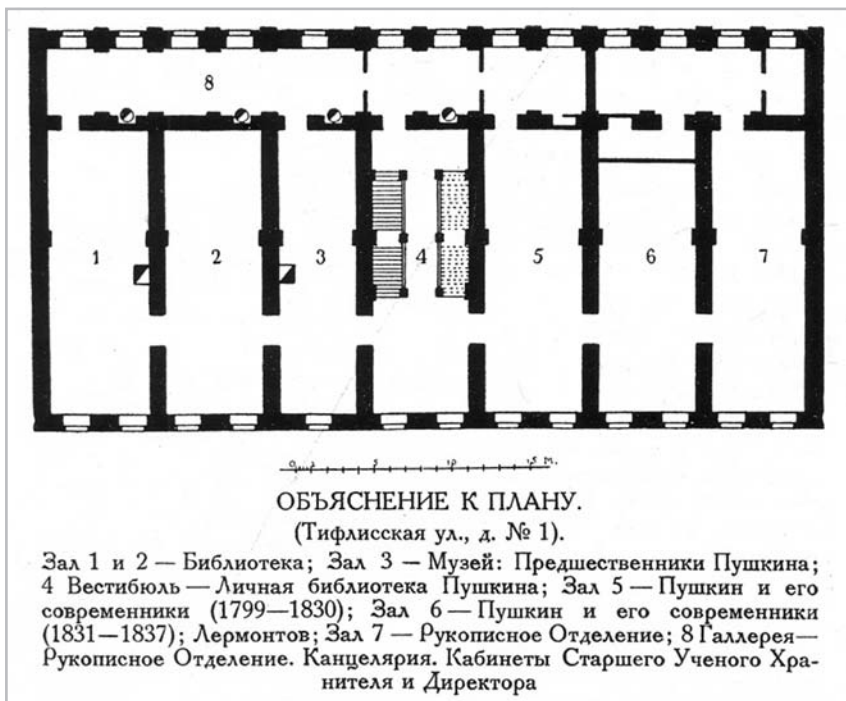 8
1 2 3 4 5 6 7
5 10 15 м.
ОБЪЯСНЕНИЕ К ПЛАНУ.
(Тифлисская ул., д. № 1).
Зал 1 и 2 — Библиотека; Зал 3 — Музей: Предшественники Пушкина;
4 Вестибюль — Личная библиотека Пушкина; Зал 5 — Пушкин и его
современники (1799—1830); Зал 6 — Пушкин и его современники
(1831—1837); Лермонтов; Зал 7 — Рукописное Отделение; 8 Галлерея—
Рукописное Отделение. Канцелярия. Кабинеты Старшего Ученого Хра-
нителя и Директора